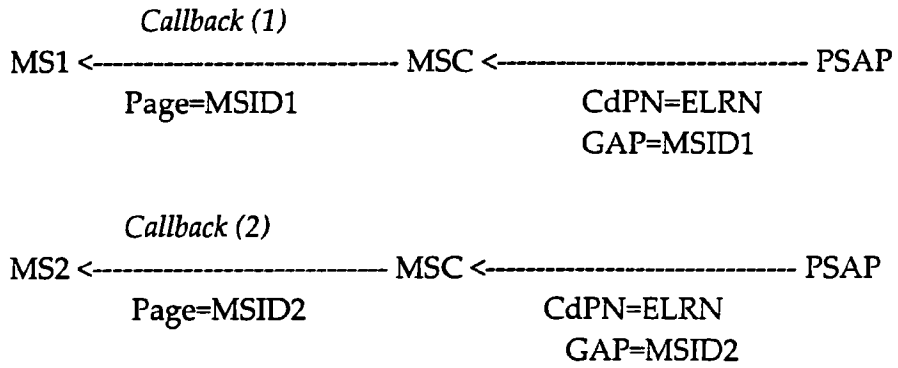 Callback (1)
MS1 <------------------------------ MSC <------------------------------ PSAP
Page=MSID1 CdPN=ELRN
GAP=MSID1
Callback (2)
MS2 <----------------------------- MSC <------------------------------ PSAP
Page=MSID2 CdPN=ELRN
GAP=MSID2